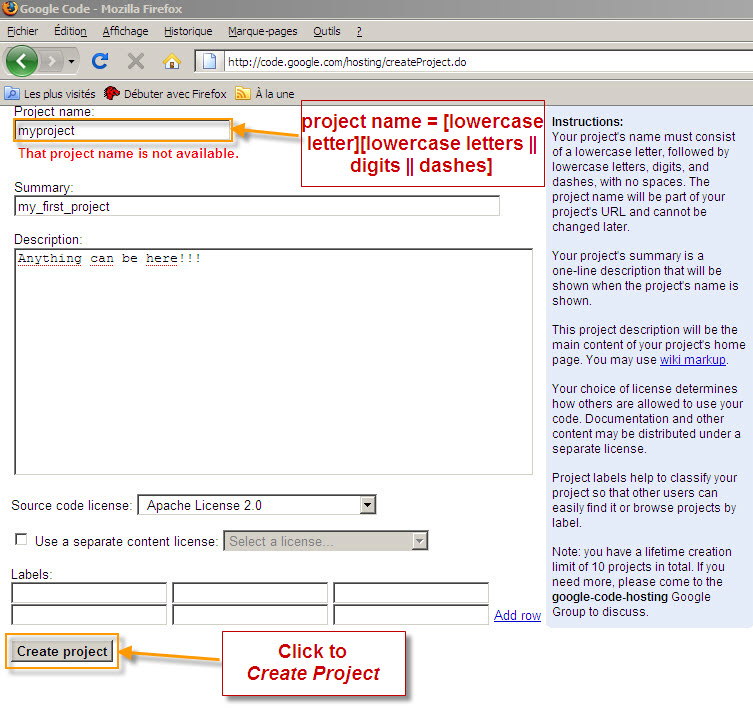 Google Code - Mozilla Firefox
Fichier Édition Affichage Historique Marque-pages Outils ?
http://code.google.com/hosting/createProject.do
Les plus visités Débuter avec Firefox À la une
Project name:
myproject
That project name is not available.
project name = [lowercase
letter][lowercase letters ||
digits || dashes]
Summary:
my_first_project
Description:
Anything can be here!!!
Source code license: Apache License 2.0
Use a separate content license: Select a license...
Labels:
Add row
Create project
Click to
Create Project
Instructions:
Your project's name must consist
of a lowercase letter, followed by
lowercase letters, digits, and
dashes, with no spaces. The
project name will be part of your
project's URL and cannot be
changed later.
Your project's summary is a
one-line description that will be
shown when the project's name is
shown.
This project description will be the
main content of your project's home
page. You may use wiki markup.
Your choice of license determines
how others are allowed to use your
code. Documentation and other
content may be distributed under a
separate license.
Project labels help to classify your
project so that other users can
easily find it or browse projects by
label.
Note: you have a lifetime creation
limit of 10 projects in total. If you
need more, please come to the
google-code-hosting Google
Group to discuss.